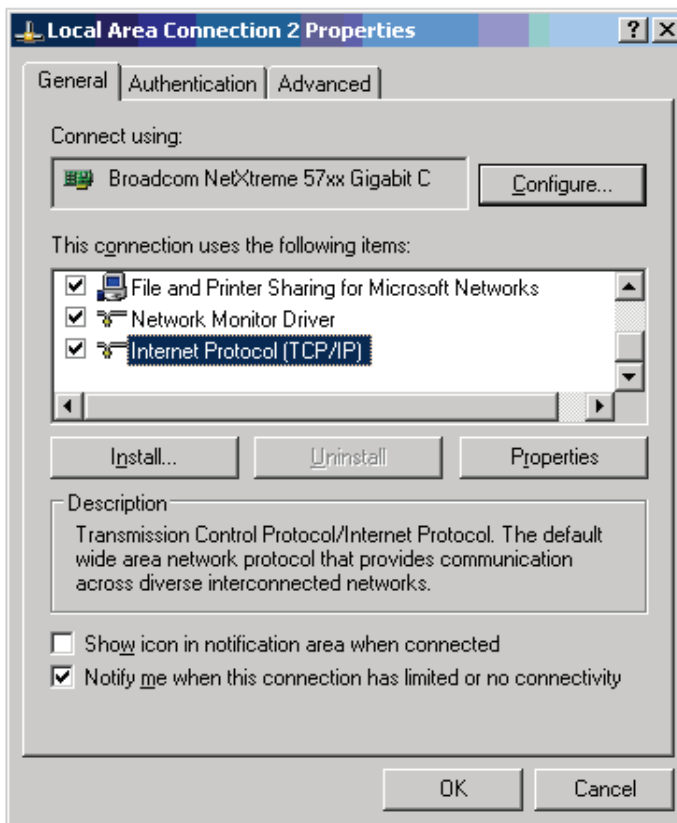 Local Area Connection 2 Properties
General Authentication Advanced
Connect using:
Broadcom NetXtreme 57xx Gigabit C
Configure...
This connection uses the following items:
File and Printer Sharing for Microsoft Networks
Network Monitor Driver
Internet Protocol (TCP/IP)
Install... Uninstall Properties
Description
Transmission Control Protocol/Internet Protocol. The default
wide area network protocol that provides communication
across diverse interconnected networks.
Show icon in notification area when connected
Notify me when this connection has limited or no connectivity
OK Cancel